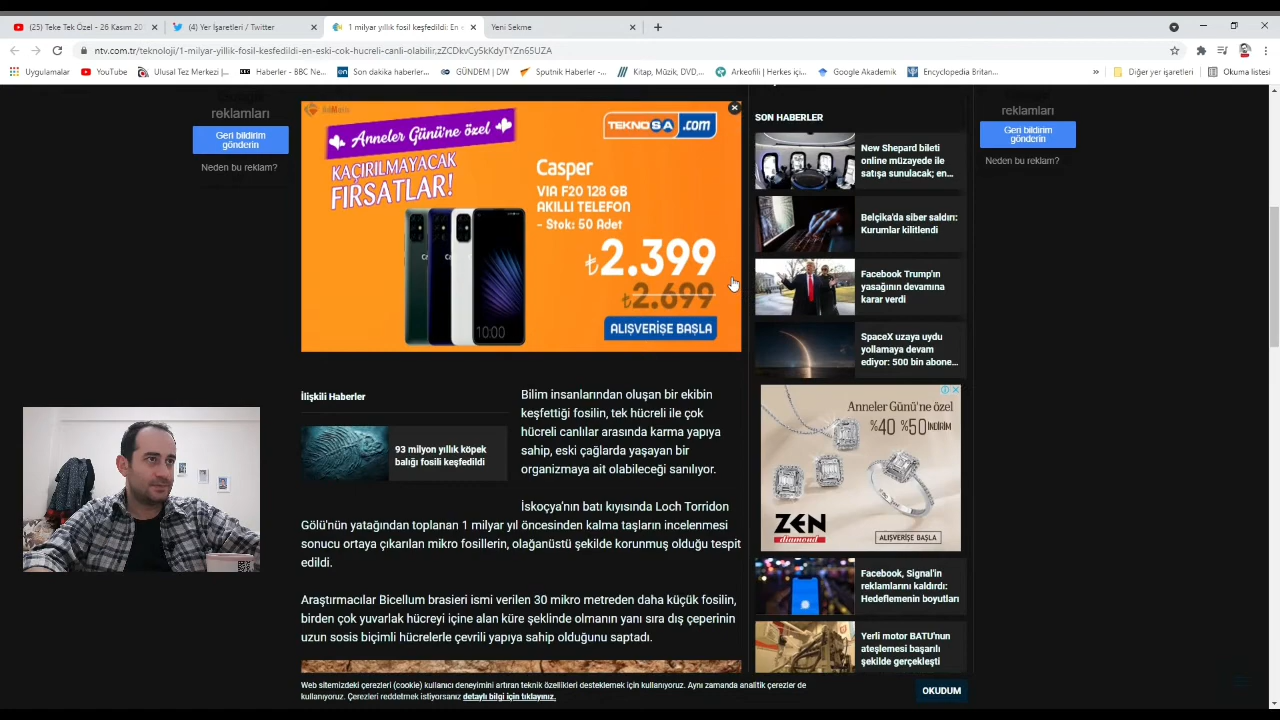 (25) Teke Tek Özel - 26 Kasım 20
(4) Yer İşaretleri / Twitter
1 milyar yıllık fosil keşfedildi: En e
Yeni Sekme
ntv.com.tr/teknoloji/1-milyar-yillik-fosil-kesfedildi-en-eski-cok-hucreli-canli-olabilir,zZCDkvCySkKdyTYZn65UZA
Uygulamalar
YouTube
Ulusal Tez Merkezi |...
Haberler - BBC Ne...
Son dakika haberler...
GÜNDEM | DW
Sputnik Haberler -...
Kitap, Müzik, DVD,...
Arkeofili | Herkes içi...
Google Akademik
Encyclopedia Britan...
»
Diğer yer işaretleri
Okuma listesi
reklamları
Geri bildirim
gönderin
Neden bu reklam?
Anneler Günü'ne özel
KAÇIRILMAYACAK
FIRSATLAR!
TEKNOSA .com
Casper
VIA F20 128 GB
AKILLI TELEFON
- Stok: 50 Adet
₺2.399
₺2.699
ALIŞVERİŞE BAŞLA
10:00
İlişkili Haberler
93 milyon yıllık köpek
balığı fosili keşfedildi
Bilim insanlarından oluşan bir ekibin
keşfettiği fosilin, tek hücreli ile çok
hücreli canlılar arasında karma yapıya
sahip, eski çağlarda yaşayan bir
organizmaya ait olabileceği sanılıyor.
İskoçya'nın batı kıyısında Loch Torridon
Gölü'nün yatağından toplanan 1 milyar yıl öncesinden kalma taşların incelenmesi
sonucu ortaya çıkarılan mikro fosillerin, olağanüstü şekilde korunmuş olduğu tespit
edildi.
Araştırmacılar Bicellum brasieri ismi verilen 30 mikro metreden daha küçük fosilin,
birden çok yuvarlak hücreyi içine alan küre şeklinde olmanın yanı sıra dış çeperinin
uzun sosis biçimli hücrelerle çevrili yapıya sahip olduğunu saptadı.
SON HABERLER
New Shepard bileti
online müzayede ile
satışa sunulacak; en...
Belçika'da siber saldırı:
Kurumlar kilitlendi
Facebook Trump'ın
yasağının devamına
karar verdi
SpaceX uzaya uydu
yollamaya devam
ediyor: 500 bin abone...
Anneler Günü'ne özel
%40 %50 İNDİRİM
ZEN
diamond
ALIŞVERİŞE BAŞLA
Facebook, Signal'in
reklamlarını kaldırdı:
Hedeflemenin boyutları
Yerli motor BATU'nun
ateşlemesi başarılı
şekilde gerçekleşti
reklamları
Geri bildirim
gönderin
Neden bu reklam?
Web sitemizdeki çerezleri (cookie) kullanıcı deneyimini artıran teknik özellikleri desteklemek için kullanıyoruz. Aynı zamanda analitik çerezler de
kullanıyoruz. Çerezleri reddetmek istiyorsanız detaylı bilgi için tıklayınız.
OKUDUM